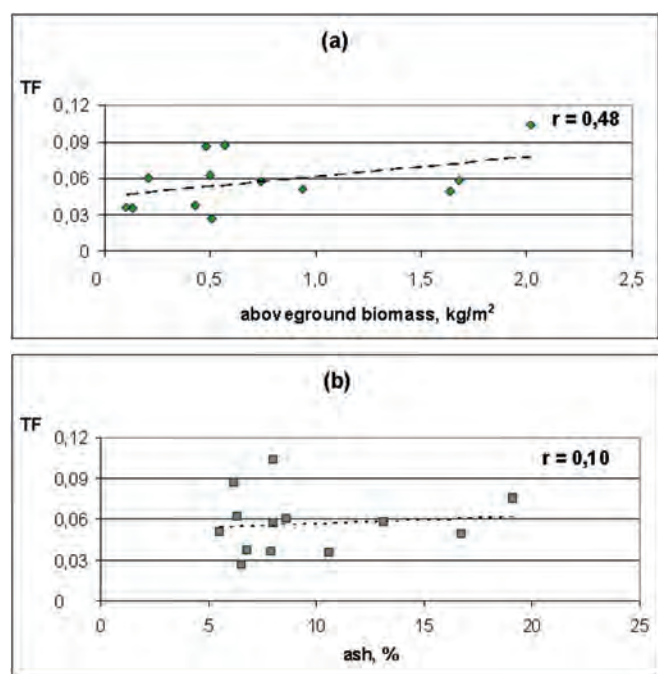 (a)
TF
0,12
r = 0,48
0,09
0,06
0,03
0
0 0,5 1,0 1,5 2,0 2,5
aboveground biomass, kg/m²
(b)
TF
0,12
r = 0,10
0,09
0,06
0,03
0
0 5 10 15 20 25
ash, %